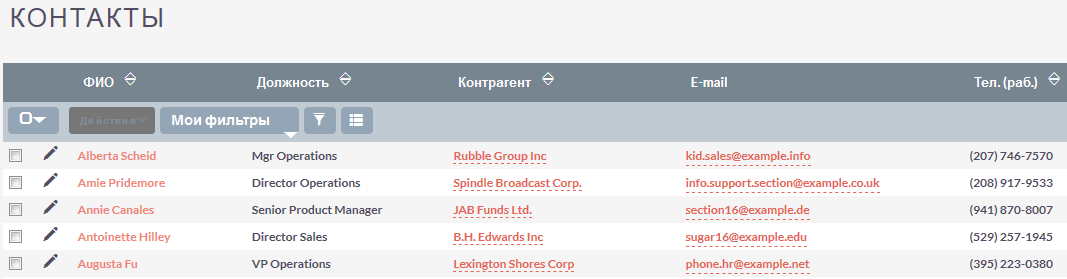 КОНТАКТЫ
ФИО Должность Контрагент E-mail Тел. (раб.)
Действия Мои фильтры
Alberta Scheid Mgr Operations Rubble Group Inc kid.sales@example.info (207) 746-7570
Amie Pridemore Director Operations Spindle Broadcast Corp. info.support.section@example.co.uk (208) 917-9533
Annie Canales Senior Product Manager JAB Funds Ltd. section16@example.de (941) 870-8007
Antoinette Hilley Director Sales B.H. Edwards Inc sugar16@example.edu (529) 257-1945
Augusta Fu VP Operations Lexington Shores Corp phone.hr@example.net (395) 223-0380